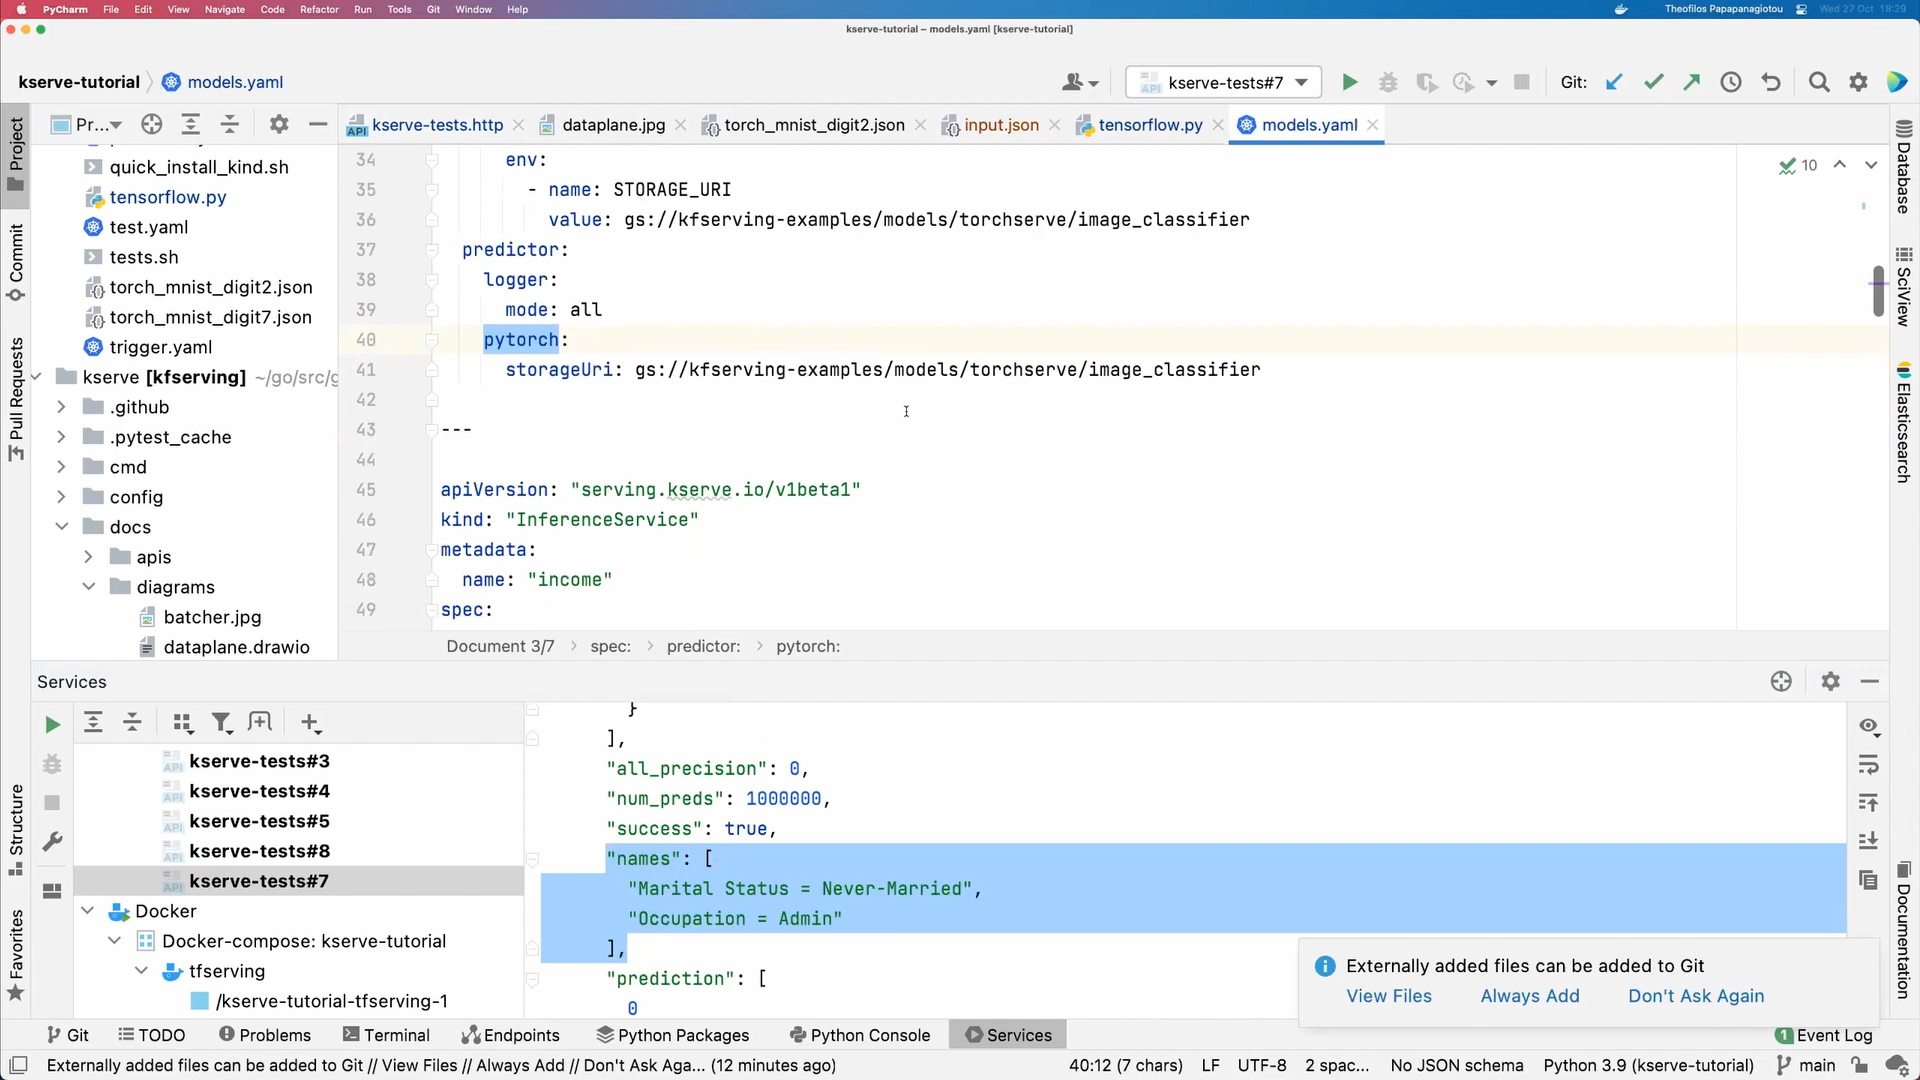 PyCharm File Edit View Navigate Code Refactor Run Tools Git Window Help Theofilos Papapanagiotou Wed 27 Oct 18:29
kserve-tutorial – models.yaml [kserve-tutorial]
kserve-tutorial models.yaml kserve-tests#7 Git:
Project
Commit
Pull Requests
Structure
Favorites
Pr...
kserve-tests.http dataplane.jpg torch_mnist_digit2.json input.json tensorflow.py models.yaml
quick_install_kind.sh
tensorflow.py
test.yaml
tests.sh
torch_mnist_digit2.json
torch_mnist_digit7.json
trigger.yaml
kserve [kfserving] ~/go/src/g
.github
.pytest_cache
cmd
config
docs
apis
diagrams
batcher.jpg
dataplane.drawio
34 env:
35 - name: STORAGE_URI
36 value: gs://kfserving-examples/models/torchserve/image_classifier
37 predictor:
38 logger:
39 mode: all
40 pytorch:
41 storageUri: gs://kfserving-examples/models/torchserve/image_classifier
42
43 ---
44
45 apiVersion: "serving.kserve.io/v1beta1"
46 kind: "InferenceService"
47 metadata:
48 name: "income"
49 spec:
10
Document 3/7 spec: predictor: pytorch:
Database
SciView
Elasticsearch
Documentation
Services
API kserve-tests#3
API kserve-tests#4
API kserve-tests#5
API kserve-tests#8
API kserve-tests#7
Docker
Docker-compose: kserve-tutorial
tfserving
/kserve-tutorial-tfserving-1
}
],
"all_precision": 0,
"num_preds": 1000000,
"success": true,
"names": [
"Marital Status = Never-Married",
"Occupation = Admin"
],
"prediction": [
0
Externally added files can be added to Git
View Files Always Add Don't Ask Again
Git TODO Problems Terminal Endpoints Python Packages Python Console Services 1 Event Log
Externally added files can be added to Git // View Files // Always Add // Don't Ask Aga... (12 minutes ago) 40:12 (7 chars) LF UTF-8 2 spac... No JSON schema Python 3.9 (kserve-tutorial) main